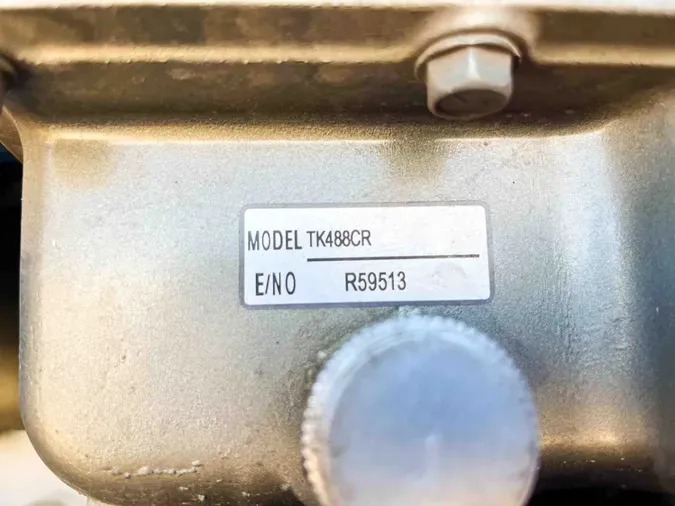 MODEL TK488CR
E/NO R59513